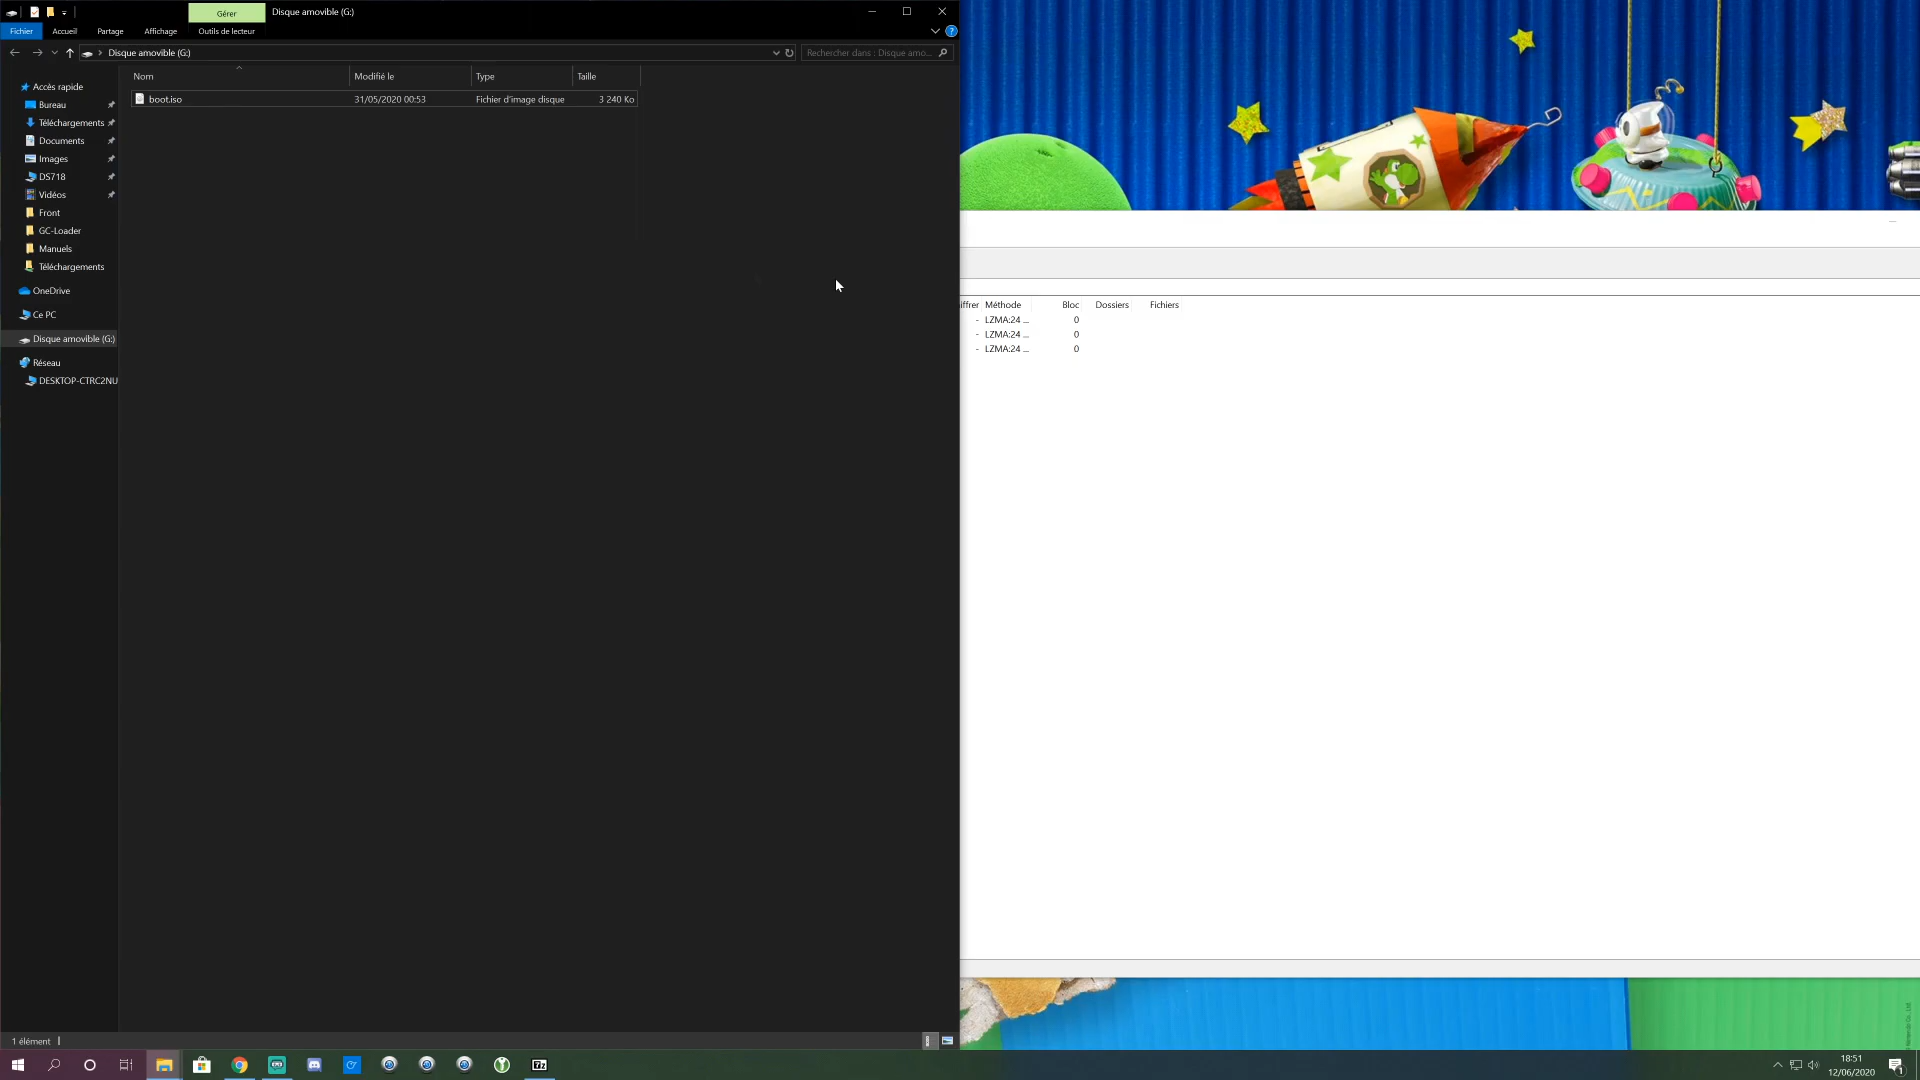 Gérer
Disque amovible (G:)
Fichier
Accueil
Partage
Affichage
Outils de lecteur
Disque amovible (G:)
Rechercher dans : Disque amo...
Nom
Modifié le
Type
Taille
boot.iso
31/05/2020 00:53
Fichier d'image disque
3 240 Ko
Accès rapide
Bureau
Téléchargements
Documents
Images
DS718
Vidéos
Front
GC-Loader
Manuels
Téléchargements
OneDrive
Ce PC
Disque amovible (G:)
Réseau
DESKTOP-CTRC2NU
1 élément
iffrer
Méthode
Bloc
Dossiers
Fichiers
- LZMA:24 ...
0
- LZMA:24 ...
0
- LZMA:24 ...
0
7z
18:51
12/06/2020
1